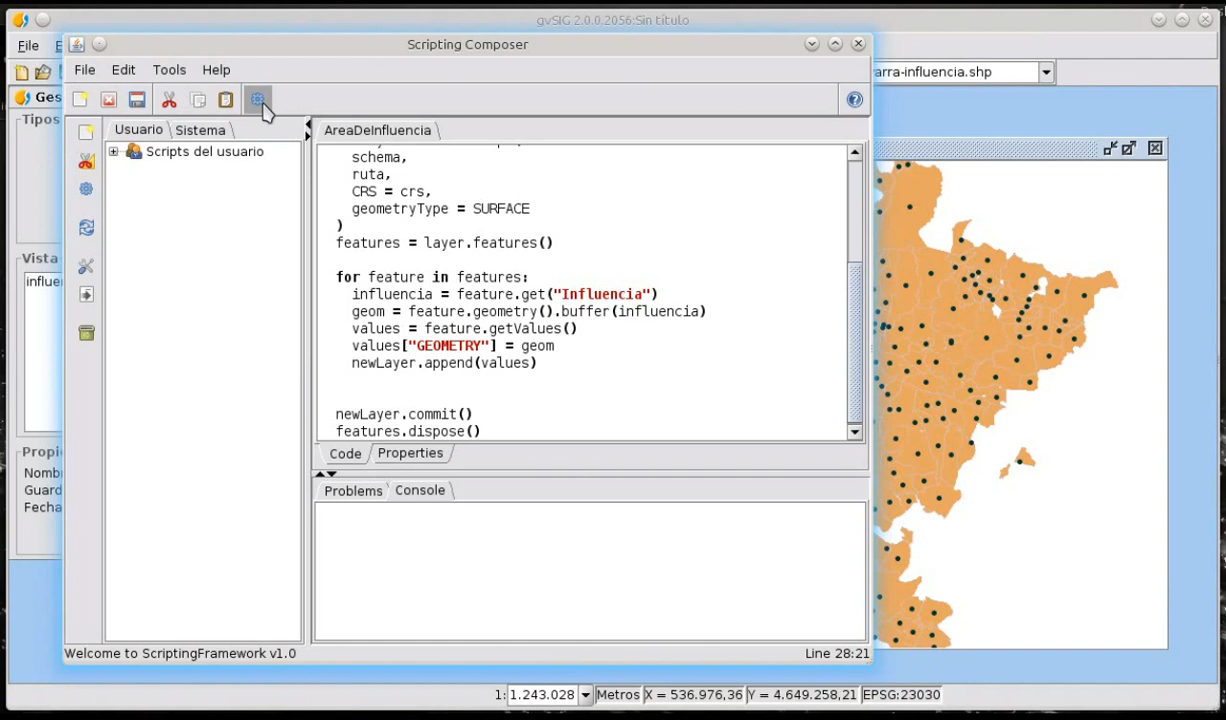 gvSIG 2.0.0.2056:Sin título
File
Scripting Composer
File Edit Tools Help
arra-influencia.shp
Ges
Tipos
Vista
influen
Propie
Nombr
Guard
Fecha
Usuario Sistema
Scripts del usuario
AreaDeInfluencia
schema,
ruta,
CRS = crs,
geometryType = SURFACE
)
features = layer.features()
for feature in features:
influencia = feature.get("Influencia")
geom = feature.geometry().buffer(influencia)
values = feature.getValues()
values["GEOMETRY"] = geom
newLayer.append(values)
newLayer.commit()
features.dispose()
Code Properties
Problems Console
Welcome to ScriptingFramework v1.0
Line 28:21
1: 1.243.028 Metros X = 536.976,36 Y = 4.649.258,21 EPSG:23030